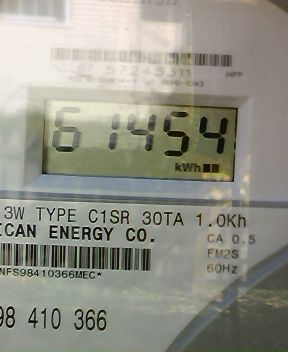 61454
kWh
3W TYPE C1SR 30TA 1.0Kh
ICAN ENERGY CO.
CA 0.5
FM2S
NFS98410366MEC*
60Hz
98 410 366